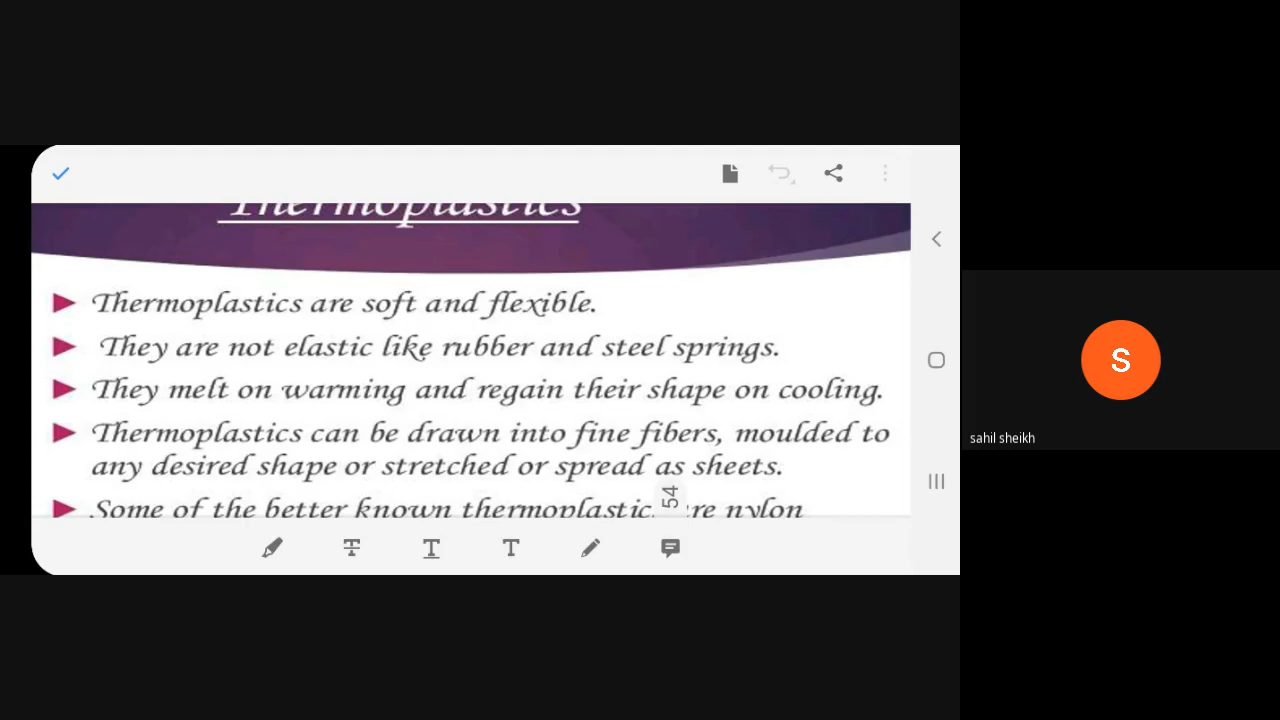 Thermoplastics
Thermoplastics are soft and flexible.
They are not elastic like rubber and steel springs.
They melt on warming and regain their shape on cooling.
Thermoplastics can be drawn into fine fibers, moulded to
any desired shape or stretched or spread as sheets.
Some of the better known thermoplastic are nylon
54
S
sahil sheikh